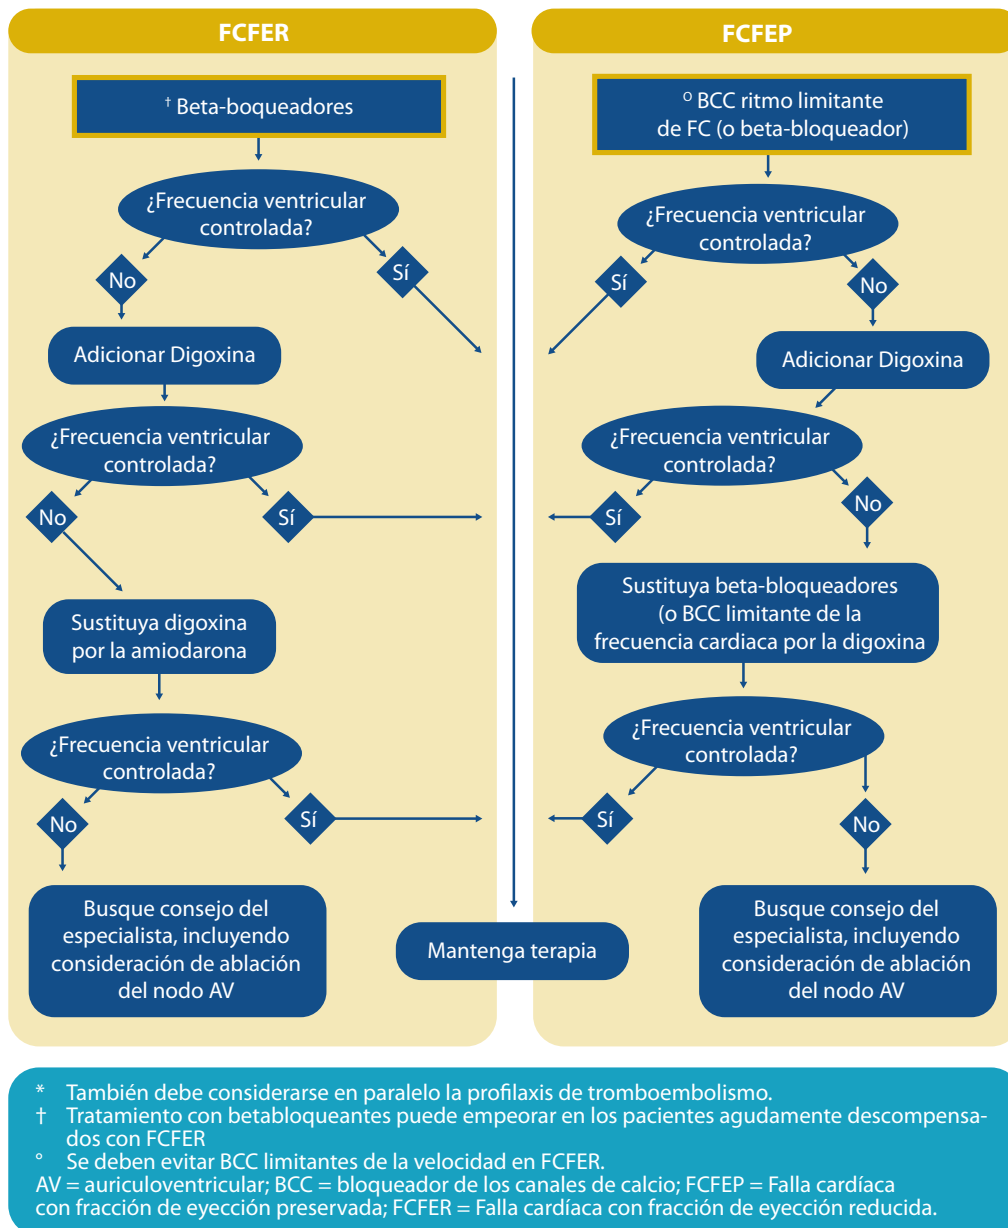 FCFER
† Beta-boqueadores
¿Frecuencia ventricular
controlada?
No
Sí
Adicionar Digoxina
¿Frecuencia ventricular
controlada?
No
Sí
Sustituya digoxina
por la amiodarona
¿Frecuencia ventricular
controlada?
No
Sí
Busque consejo del
especialista, incluyendo
consideración de ablación
del nodo AV
Mantenga terapia
FCFEP
O BCC ritmo limitante
de FC (o beta-bloqueador)
¿Frecuencia ventricular
controlada?
Sí
No
Adicionar Digoxina
¿Frecuencia ventricular
controlada?
Sí
No
Sustituya beta-bloqueadores
(o BCC limitante de la
frecuencia cardiaca por la digoxina
¿Frecuencia ventricular
controlada?
Sí
No
Busque consejo del
especialista, incluyendo
consideración de ablación
del nodo AV
* También debe considerarse en paralelo la profilaxis de tromboembolismo.
† Tratamiento con betabloqueantes puede empeorar en los pacientes agudamente descompensa-
dos con FCFER
° Se deben evitar BCC limitantes de la velocidad en FCFER.
AV = auriculoventricular; BCC = bloqueador de los canales de calcio; FCFEP = Falla cardíaca
con fracción de eyección preservada; FCFER = Falla cardíaca con fracción de eyección reducida.